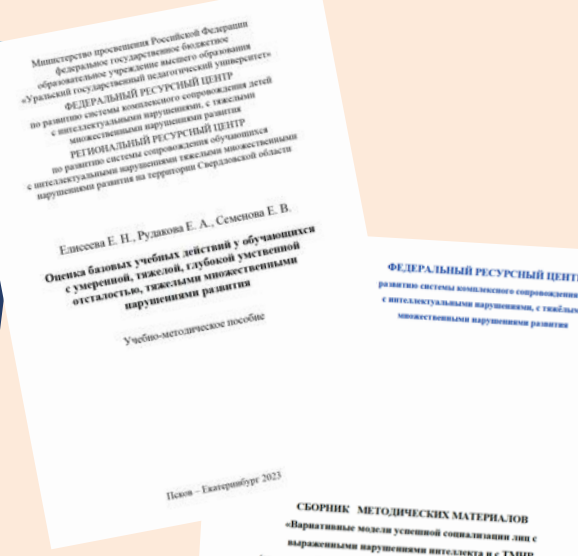 Министерство просвещения Российской Федерации
федеральное государственное бюджетное
образовательное учреждение высшего образования
«Уральский государственный педагогический университет»
ФЕДЕРАЛЬНЫЙ РЕСУРСНЫЙ ЦЕНТР
по развитию системы комплексного сопровождения детей
с интеллектуальными нарушениями, с тяжелыми
множественными нарушениями развития
РЕГИОНАЛЬНЫЙ РЕСУРСНЫЙ ЦЕНТР
по развитию системы сопровождения обучающихся
с интеллектуальными нарушениями тяжелыми множественными
нарушениями развития на территории Свердловской области
Елисеева Е. Н., Рудакова Е. А., Семенова Е. В.
Оценка базовых учебных действий у обучающихся
с умеренной, тяжелой, глубокой умственной
отсталостью, тяжелыми множественными
нарушениями развития
Учебно-методическое пособие
Псков – Екатеринбург 2023
ФЕДЕРАЛЬНЫЙ РЕСУРСНЫЙ ЦЕНТ
развитию системы комплексного сопровождения
с интеллектуальными нарушениями, с тяжёлым
множественными нарушениями развития
СБОРНИК МЕТОДИЧЕСКИХ МАТЕРИАЛОВ
«Вариативные модели успешной социализации лиц с
выраженными нарушениями интеллекта и с ТМНР